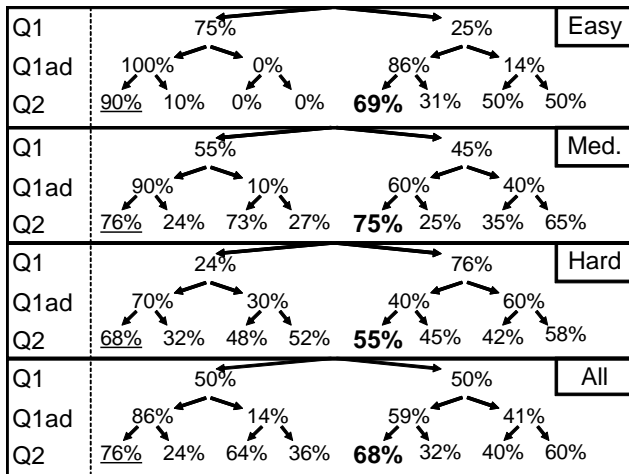 Q1 75% 25% Easy
Q1ad 100% 0% 86% 14%
Q2 90% 10% 0% 0% 69% 31% 50% 50%
Q1 55% 45% Med.
Q1ad 90% 10% 60% 40%
Q2 76% 24% 73% 27% 75% 25% 35% 65%
Q1 24% 76% Hard
Q1ad 70% 30% 40% 60%
Q2 68% 32% 48% 52% 55% 45% 42% 58%
Q1 50% 50% All
Q1ad 86% 14% 59% 41%
Q2 76% 24% 64% 36% 68% 32% 40% 60%